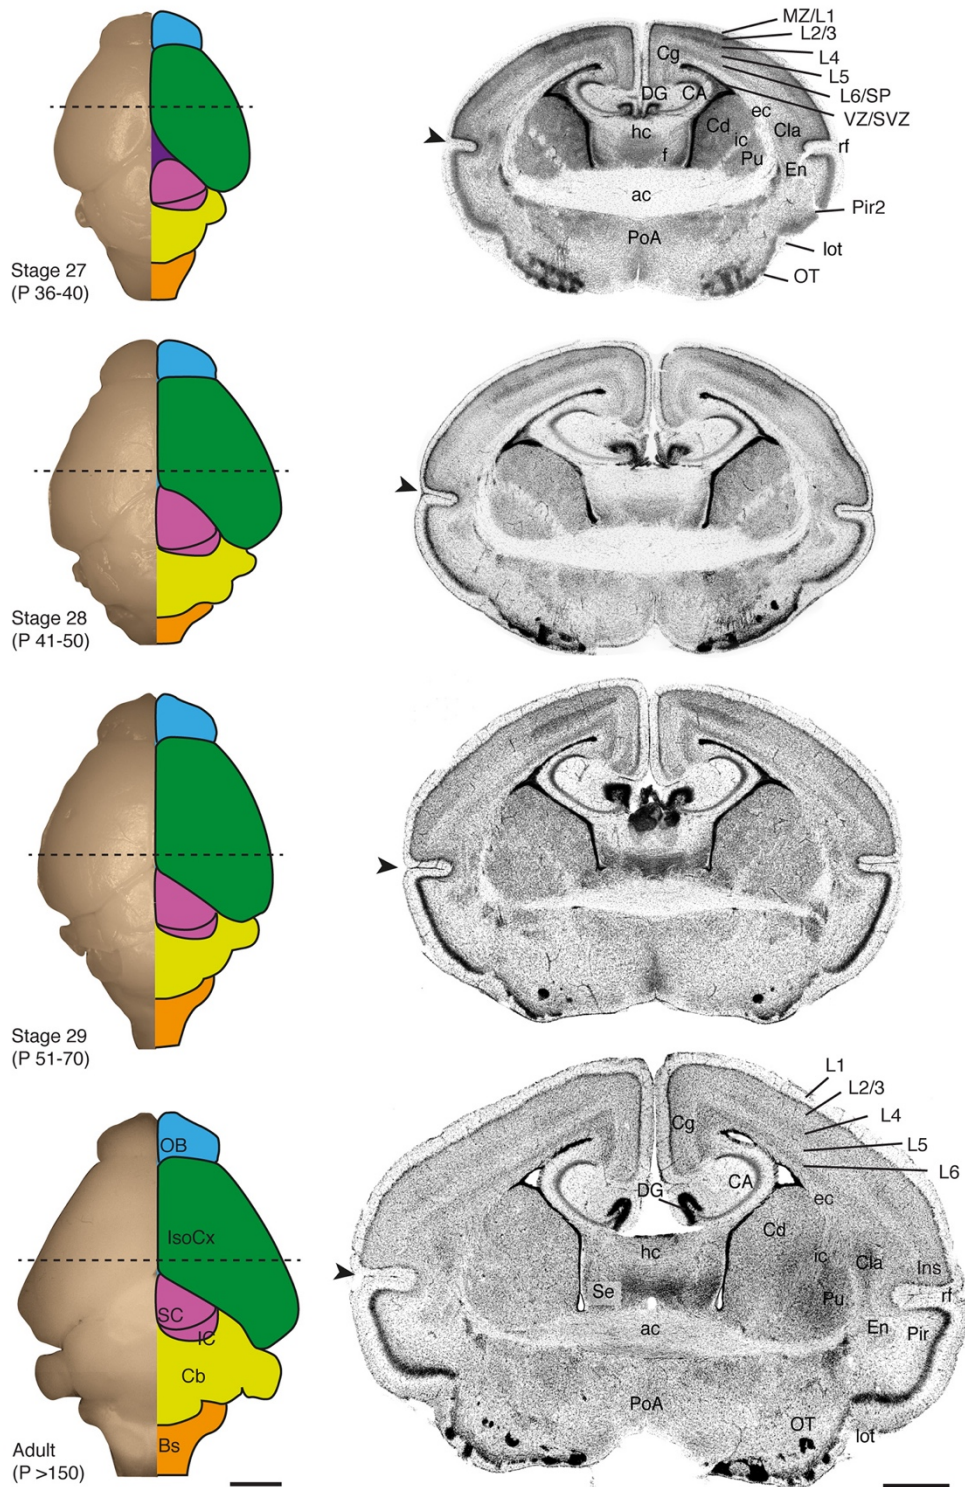 MZ/L1
L2/3
L4
L5
L6/SP
VZ/SVZ
Cg
DG
CA
ec
hc
Cd
Cla
ic
rf
f
Pu
En
ac
Pir2
PoA
lot
OT
Stage 27
(P 36-40)
Stage 28
(P 41-50)
Stage 29
(P 51-70)
L1
L2/3
L4
L5
L6
Cg
CA
DG
ec
Cd
hc
ic
Cla
Ins
Se
Pu
rf
ac
En
Pir
PoA
OT
lot
OB
IsoCx
SC
IC
Cb
Bs
Adult
(P >150)